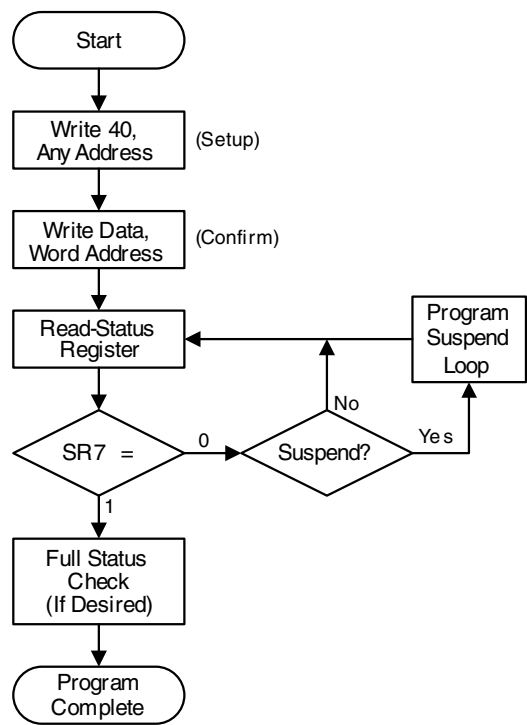 Start
Write 40,
Any Address
(Setup)
Write Data,
Word Address
(Confirm)
Read-Status
Register
Program
Suspend
Loop
No
SR7 =
0
Suspend?
Yes
1
Full Status
Check
(If Desired)
Program
Complete